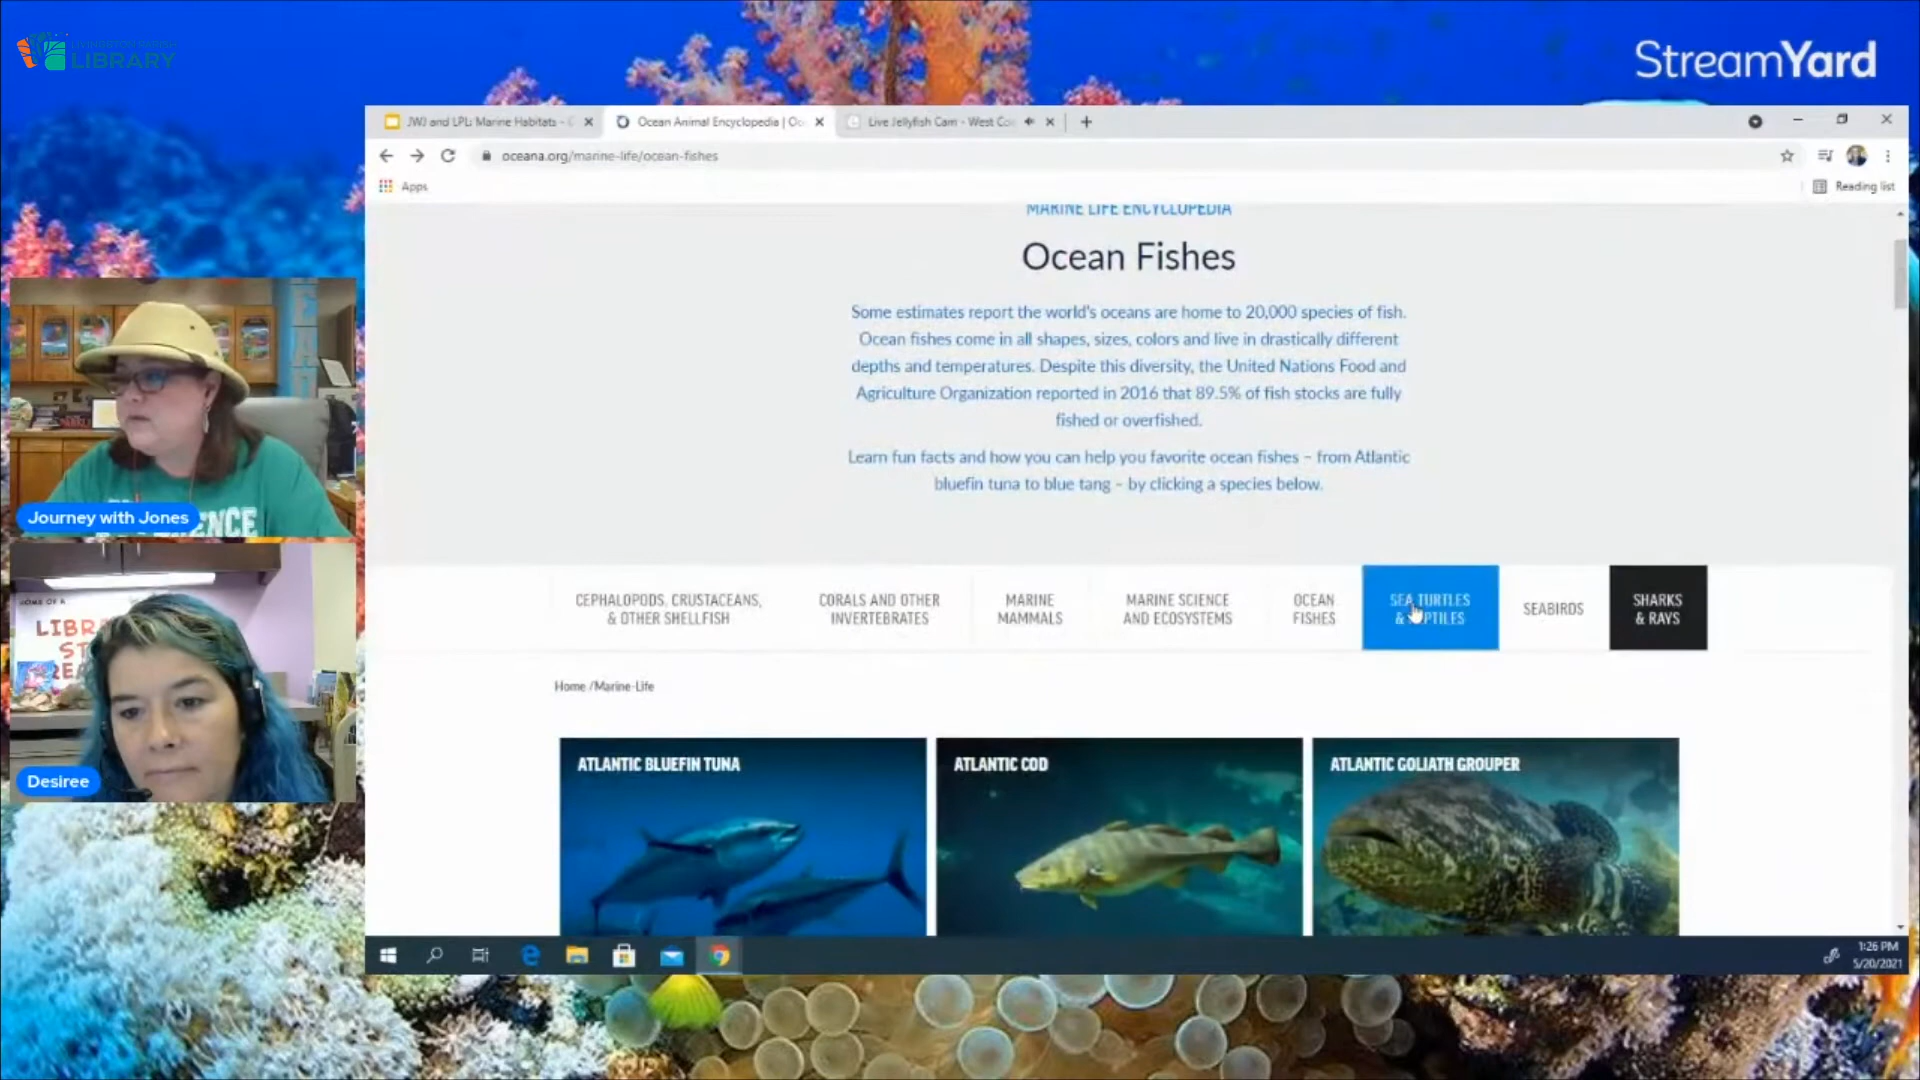 LIVINGSTON PARISH
LIBRARY
StreamYard
JWJ and LPL: Marine Habitats -
Ocean Animal Encyclopedia | Oc
Live Jellyfish Cam - West Co
oceana.org/marine-life/ocean-fishes
Apps
Reading list
MARINE LIFE ENCYCLOPEDIA
Ocean Fishes
Some estimates report the world's oceans are home to 20,000 species of fish.
Ocean fishes come in all shapes, sizes, colors and live in drastically different
depths and temperatures. Despite this diversity, the United Nations Food and
Agriculture Organization reported in 2016 that 89.5% of fish stocks are fully
fished or overfished.
Learn fun facts and how you can help you favorite ocean fishes – from Atlantic
bluefin tuna to blue tang – by clicking a species below.
CEPHALOPODS, CRUSTACEANS,
& OTHER SHELLFISH
CORALS AND OTHER
INVERTEBRATES
MARINE
MAMMALS
MARINE SCIENCE
AND ECOSYSTEMS
OCEAN
FISHES
SEA TURTLES
& REPTILES
SEABIRDS
SHARKS
& RAYS
Home /Marine-Life
ATLANTIC BLUEFIN TUNA
ATLANTIC COD
ATLANTIC GOLIATH GROUPER
Journey with Jones
HOME OF A
LIBR
ST
REA
Desiree
1:26 PM
5/20/2021